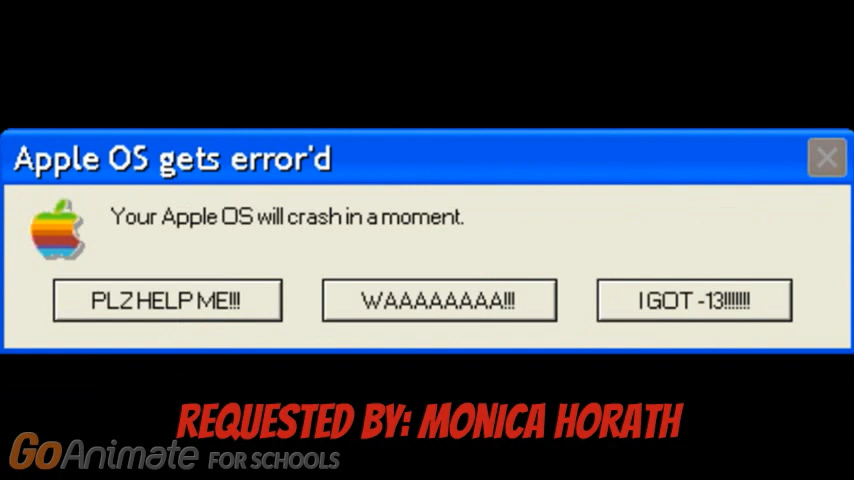 Apple OS gets error'd
Your Apple OS will crash in a moment.
PLZ HELP ME!!! WAAAAAAAA!!! I GOT -13!!!!!!!
REQUESTED BY: MONICA HORATH
GoAnimate FOR SCHOOLS